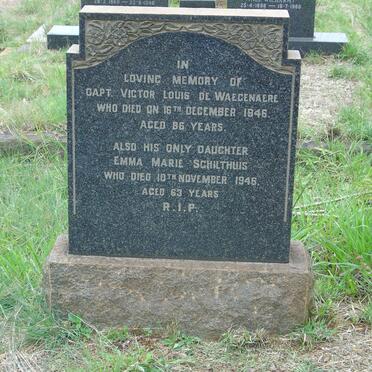 IN
LOVING MEMORY OF
CAPT. VICTOR LOUIS DE WAEGENAERE
WHO DIED ON 16TH DECEMBER 1946
AGED 86 YEARS.
ALSO HIS ONLY DAUGHTER
EMMA MARIE SCHILTHUIS
WHO DIED 10TH NOVEMBER 1946.
AGED 63 YEARS
R.I.P.